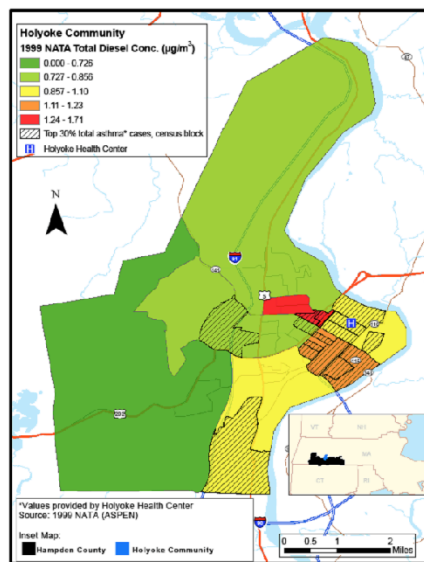 Holyoke Community
1999 NATA Total Diesel Conc. (µg/m³)
0.000 - 0.726
0.727 - 0.856
0.857 - 1.10
1.11 - 1.23
1.24 - 1.71
Top 30% total asthma* cases, census block
H Holyoke Health Center
N
91
5
H
202
VT
NH
MA
CT
RI
*Values provided by Holyoke Health Center
Source: 1999 NATA (ASPEN)
Inset Map:
Hampden County Holyoke Community
0 0.5 1 2
Miles